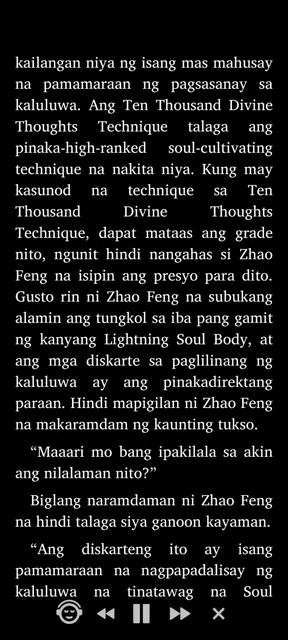 kailangan niya ng isang mas mahusay
na pamamaraan ng pagsasanay sa
kaluluwa. Ang Ten Thousand Divine
Thoughts Technique talaga ang
pinaka-high-ranked soul-cultivating
technique na nakita niya. Kung may
kasunod na technique sa Ten
Thousand Divine Thoughts
Technique, dapat mataas ang grade
nito, ngunit hindi nangahas si Zhao
Feng na isipin ang presyo para dito.
Gusto rin ni Zhao Feng na subukang
alamin ang tungkol sa iba pang gamit
ng kanyang Lightning Soul Body, at
ang mga diskarte sa paglilinang ng
kaluluwa ay ang pinakadirektang
paraan. Hindi mapigilan ni Zhao Feng
na makaramdam ng kaunting tukso.
“Maaari mo bang ipakilala sa akin
ang nilalaman nito?”
Biglang naramdaman ni Zhao Feng
na hindi talaga siya ganoon kayaman.
“Ang diskarteng ito ay isang
pamamaraan na nagpapadalisay ng
kaluluwa na tinatawag na Soul